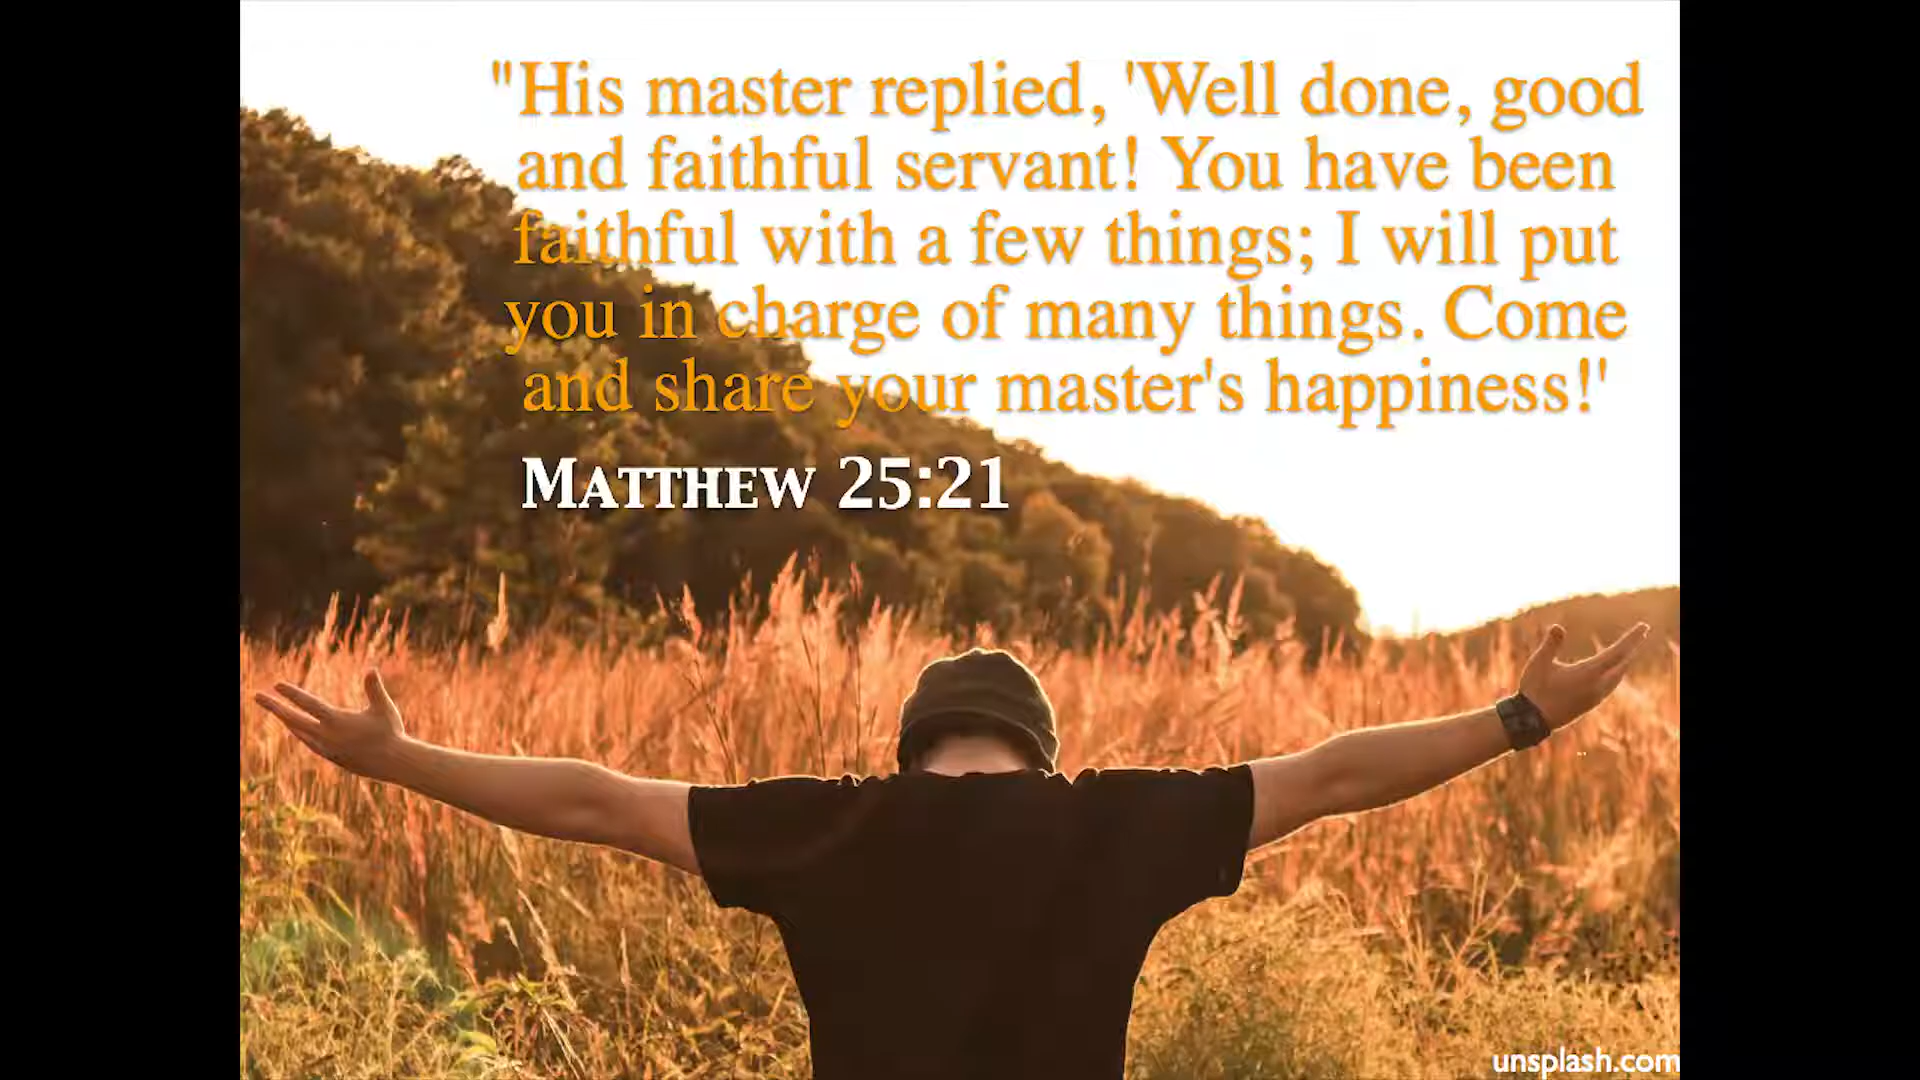 "His master replied, 'Well done, good
and faithful servant! You have been
faithful with a few things; I will put
you in charge of many things. Come
and share your master's happiness!'
MATTHEW 25:21
unsplash.com